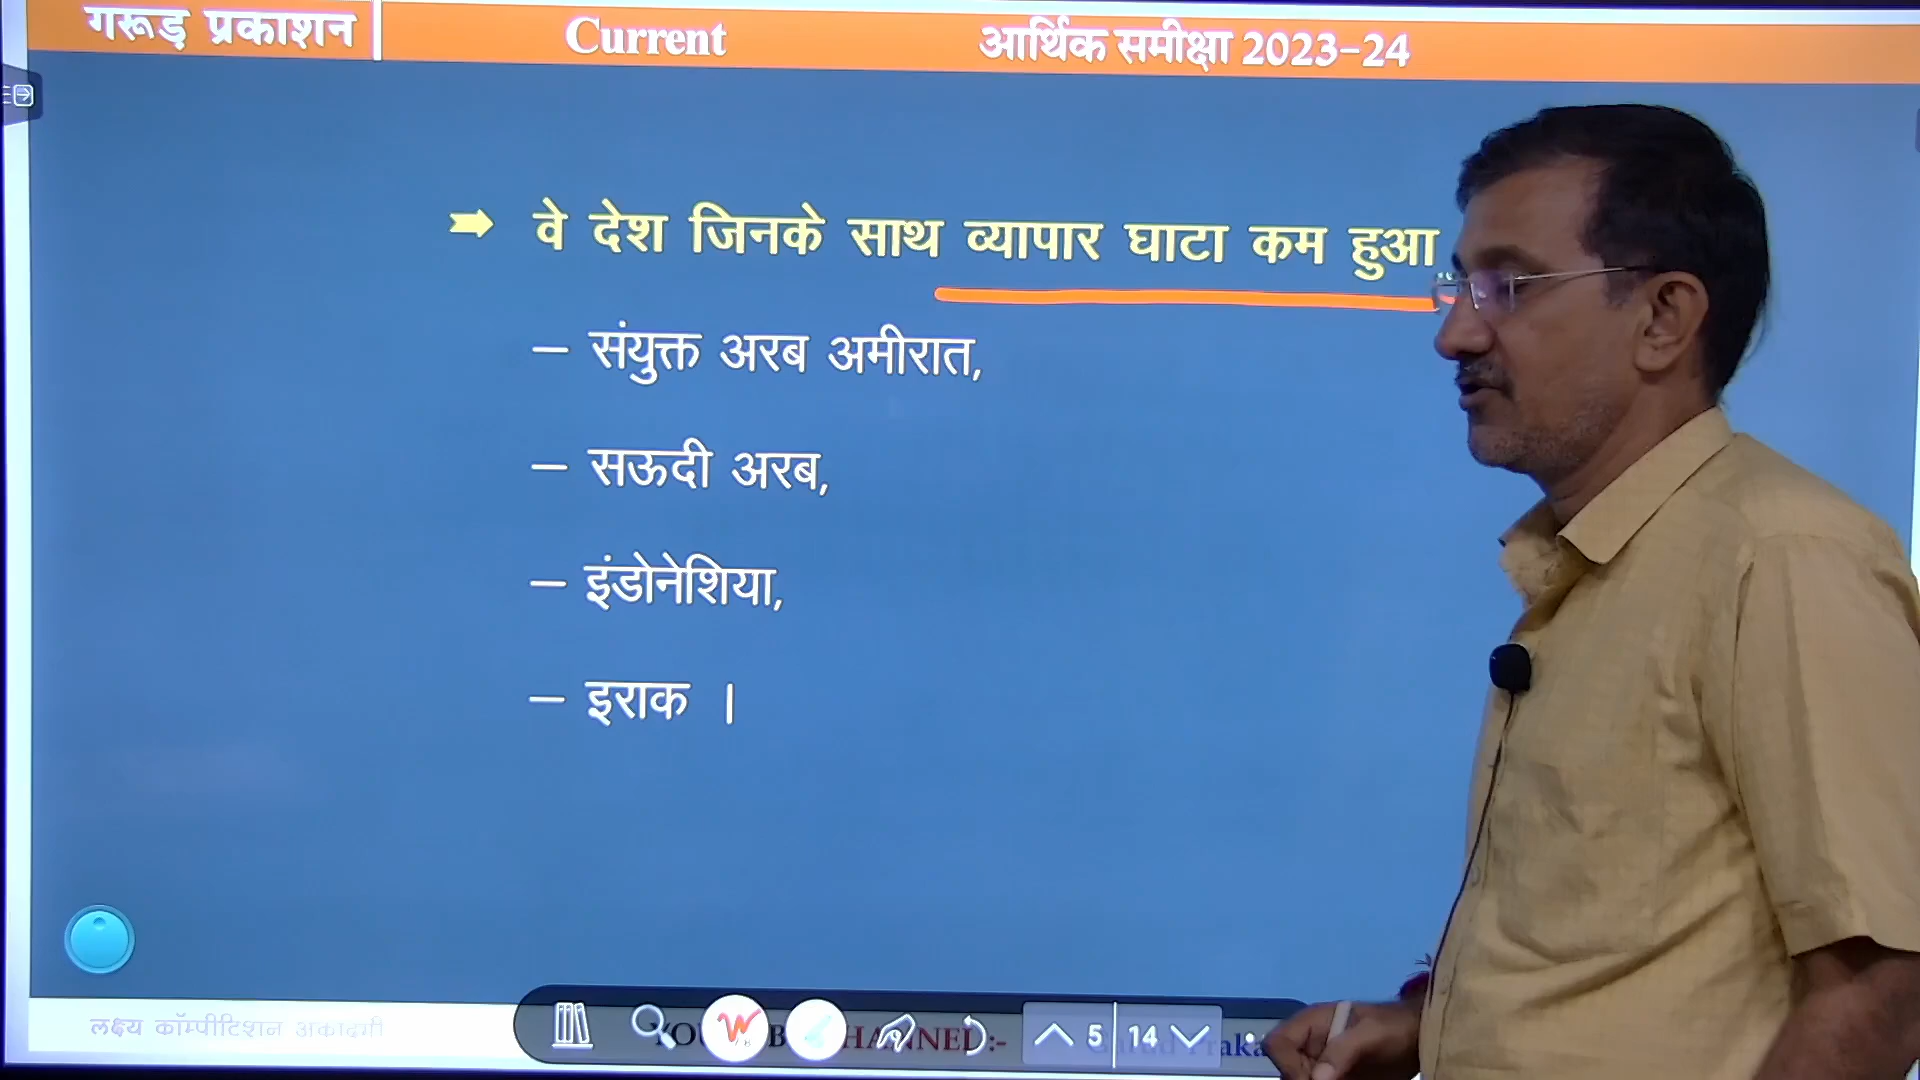 गरूड़ प्रकाशन Current आर्थिक समीक्षा 2023-24
➡ वे देश जिनके साथ व्यापार घाटा कम हुआ
– संयुक्त अरब अमीरात,
– सऊदी अरब,
– इंडोनेशिया,
– इराक ।
लक्ष्य कॉम्पीटिशन अकादमी
5 14